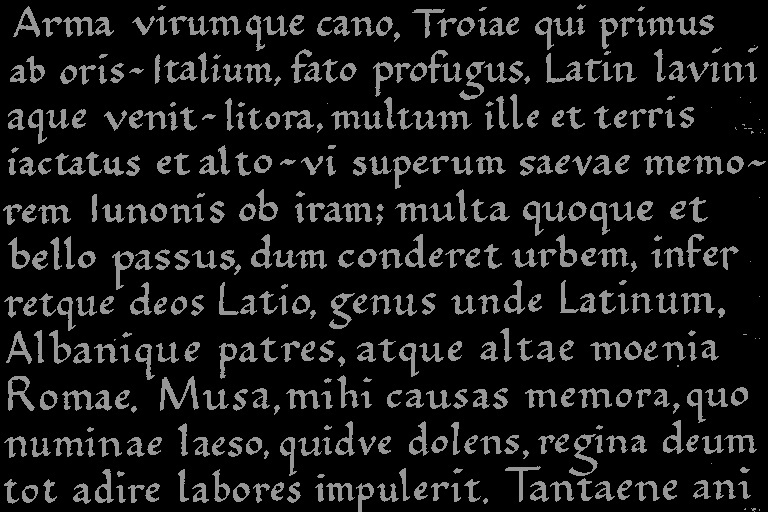 Arma virumque cano, Troiae qui primus
ab oris~Italium, fato profugus, Latin lavini
aque venit~litora, multum ille et terris
iactatus et alto~vi superum saevae memo~
rem Iunonis ob iram; multa quoque et
bello passus, dum conderet urbem, infer
retque deos Latio, genus unde Latinum,
Albanique patres, atque altae moenia
Romae. Musa, mihi causas memora, quo
numinae laeso, quidve dolens, regina deum
tot adire labores impulerit. Tantaene ani